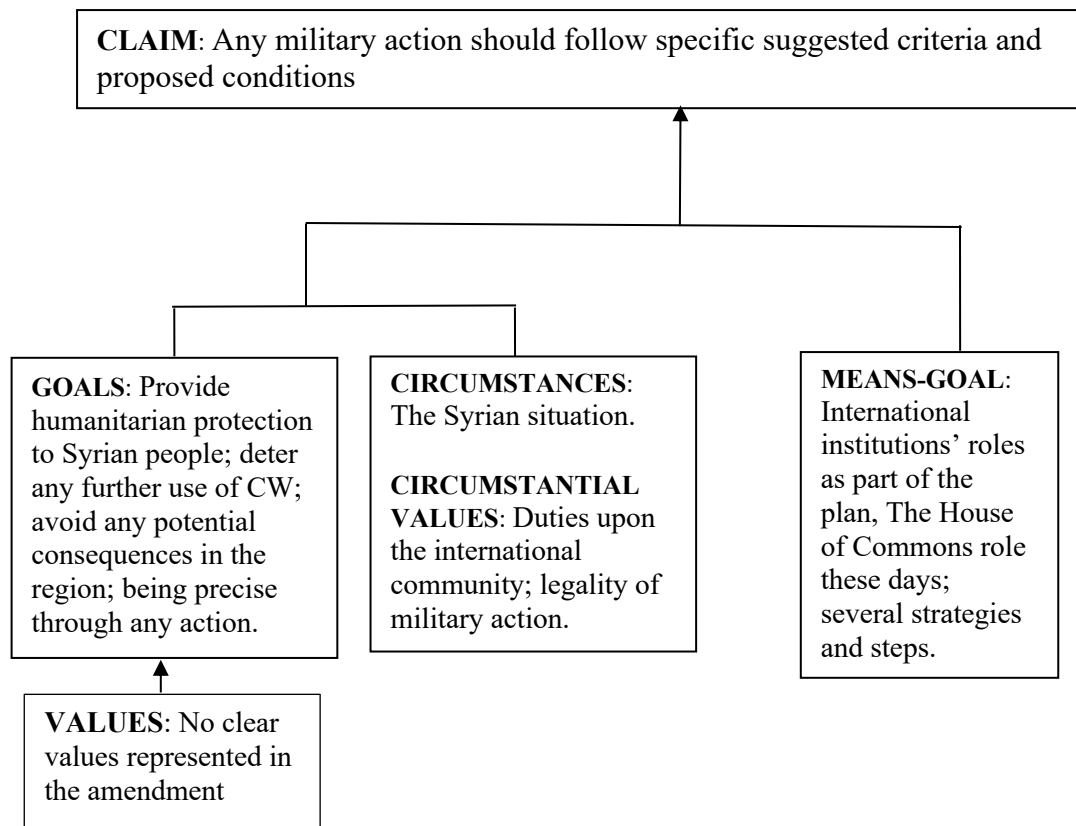 CLAIM: Any military action should follow specific suggested criteria and
proposed conditions
GOALS: Provide
humanitarian protection
to Syrian people; deter
any further use of CW;
avoid any potential
consequences in the
region; being precise
through any action.
CIRCUMSTANCES:
The Syrian situation.
CIRCUMSTANTIAL
VALUES: Duties upon
the international
community; legality of
military action.
MEANS-GOAL:
International
institutions’ roles
as part of the
plan, The House
of Commons role
these days;
several strategies
and steps.
VALUES: No clear
values represented in
the amendment